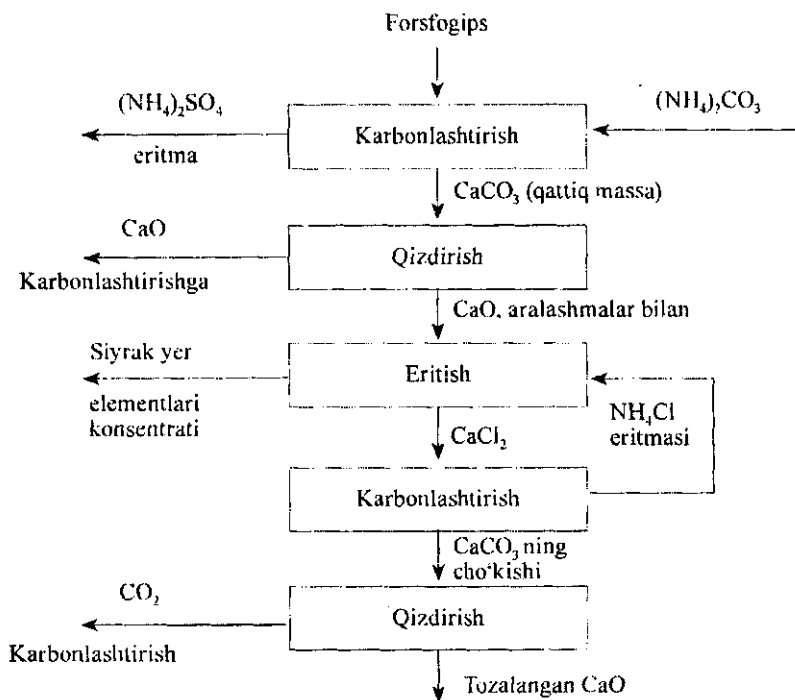 Forsfogips
(NH₄)₂SO₄
(NH₄)₂CO₃
Karbonlashtirish
eritma
CaCO₃ (qattiq massa)
CaO
Qizdirish
Karbonlashtirishga
CaO, aralashmalar bilan
Siyrak yer
Eritish
elementlari
konsentrati
NH₄Cl
eritmasi
CaCl₂
Karbonlashtirish
CaCO₃ ning
cho‘kishi
CO₂
Qizdirish
Karbonlashtirish
Tozalangan CaO